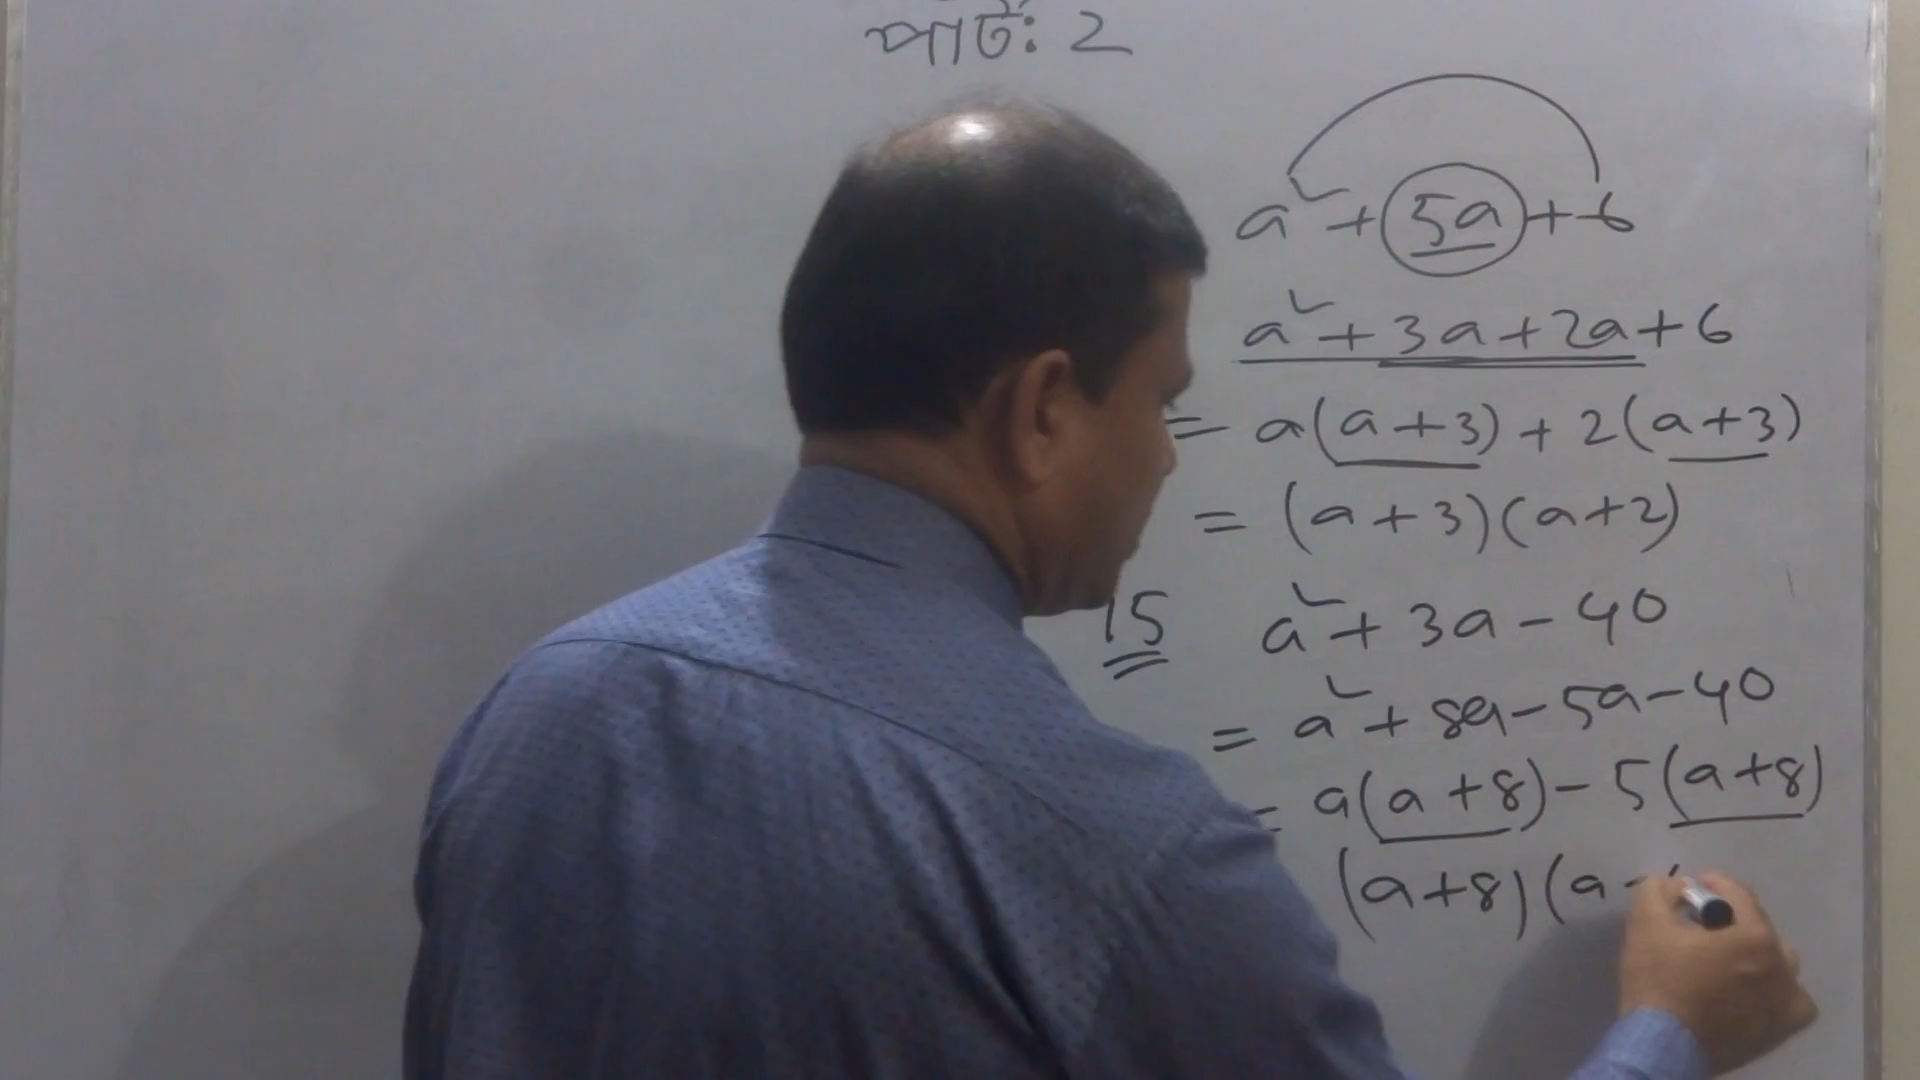 পার্ট: 2
a² + 5a + 6
a² + 3a + 2a + 6
= a(a+3) + 2(a+3)
= (a+3)(a+2)
15 a² + 3a - 40
= a² + 8a - 5a - 40
= a(a+8) - 5(a+8)
(a+8)(a -